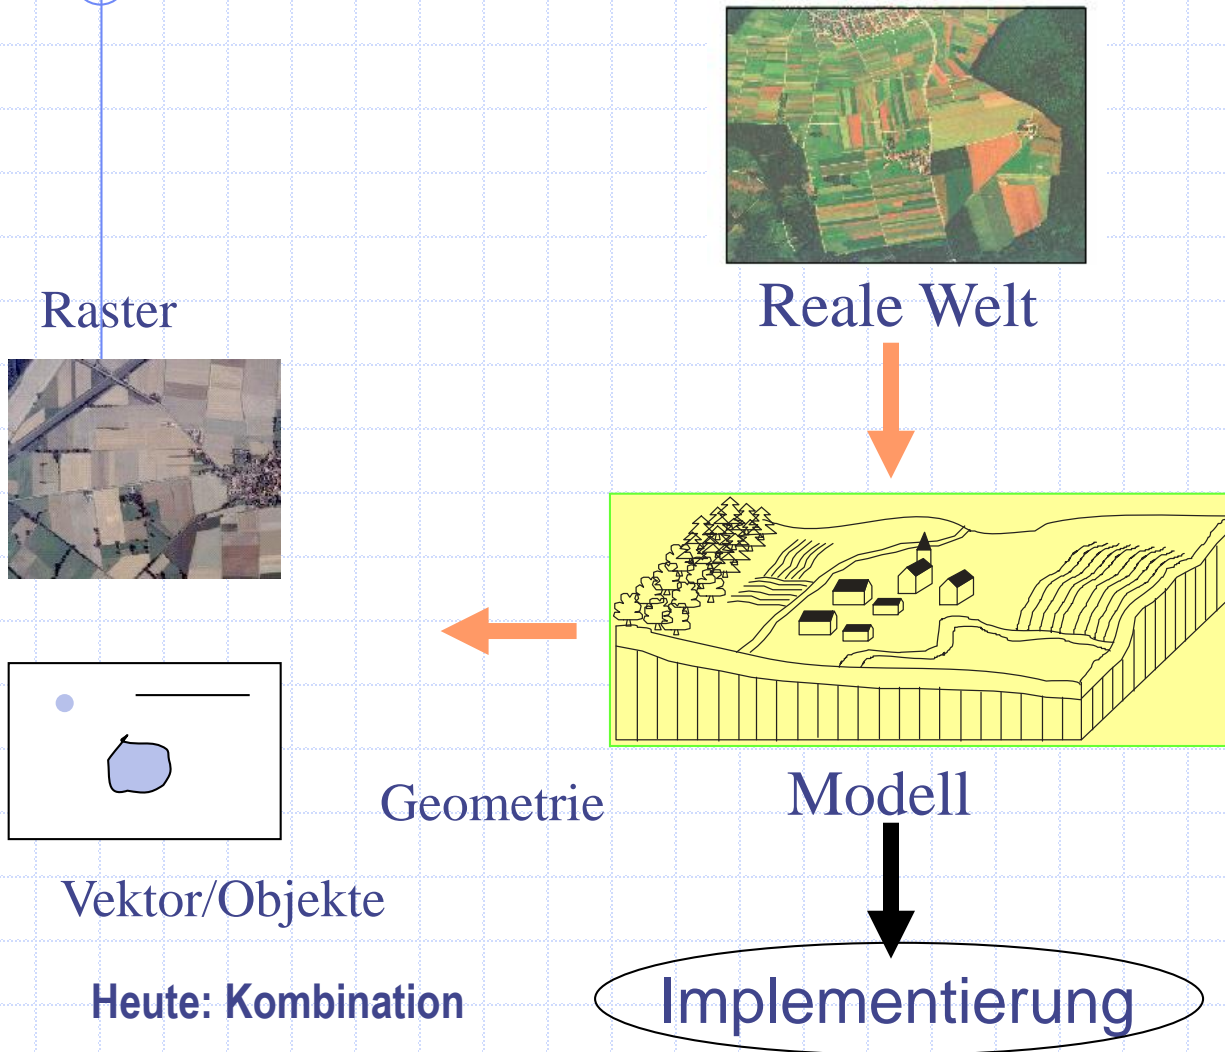 Reale Welt
Raster
Geometrie
Modell
Vektor/Objekte
Heute: Kombination
Implementierung